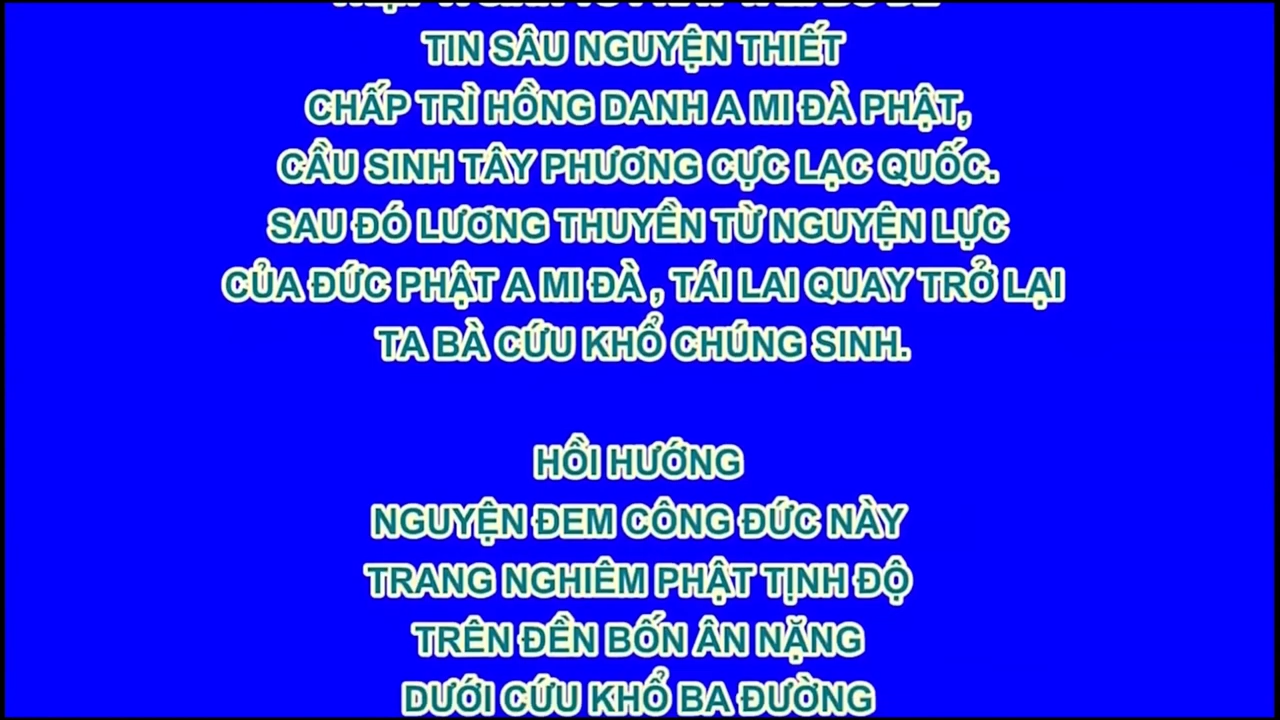 TIN SÂU NGUYỆN THIẾT
CHẤP TRÌ HỒNG DANH A MI ĐÀ PHẬT,
CẦU SINH TÂY PHƯƠNG CỰC LẠC QUỐC.
SAU ĐÓ LƯƠNG THUYỀN TỪ NGUYỆN LỰC
CỦA ĐỨC PHẬT A MI ĐÀ , TÁI LAI QUAY TRỞ LẠI
TA BÀ CỨU KHỔ CHÚNG SINH.
HỒI HƯỚNG
NGUYỆN ĐEM CÔNG ĐỨC NÀY
TRANG NGHIÊM PHẬT TỊNH ĐỘ
TRÊN ĐỀN BỐN ÂN NẶNG
DƯỚI CỨU KHỔ BA ĐƯỜNG